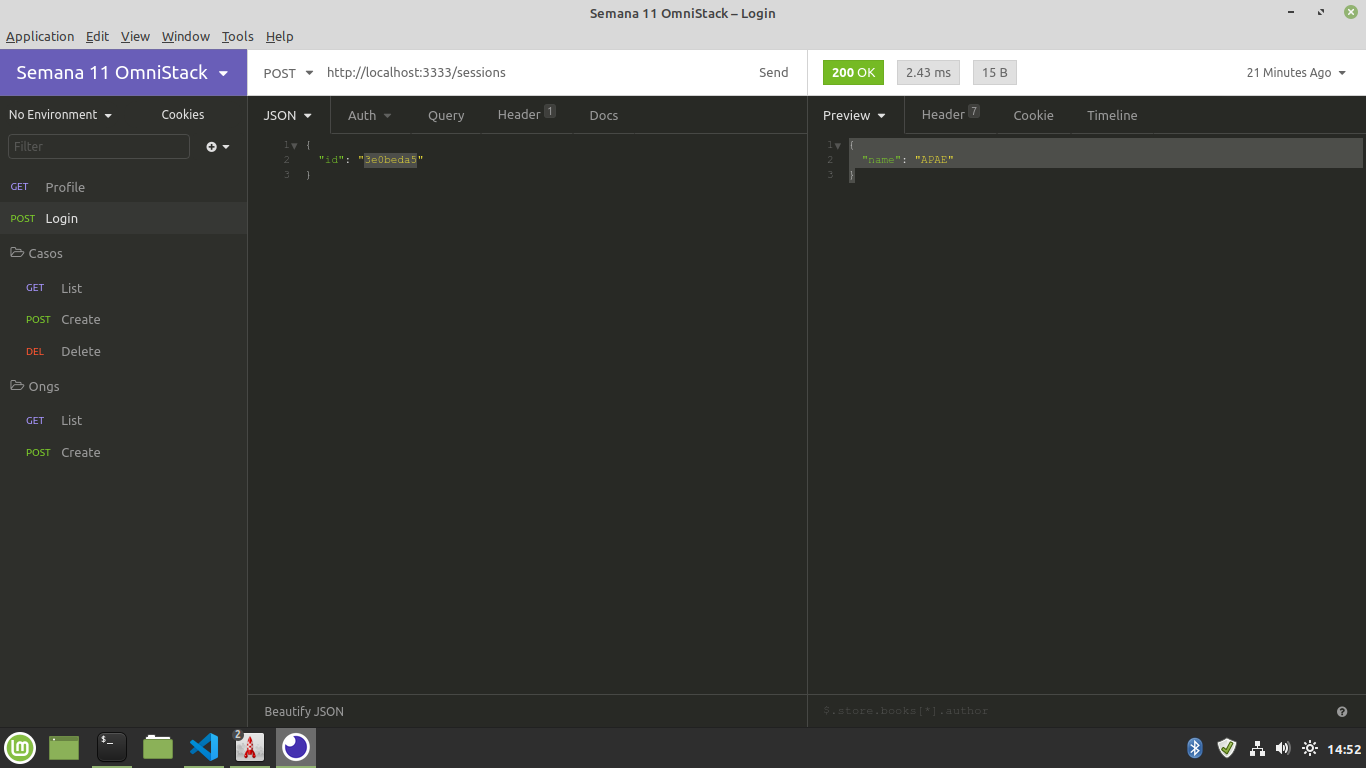 Semana 11 OmniStack – Login
Application Edit View Window Tools Help
Semana 11 OmniStack
POST http://localhost:3333/sessions Send
200 OK 2.43 ms 15 B 21 Minutes Ago
No Environment Cookies
JSON Auth Query Header 1 Docs
Preview Header 7 Cookie Timeline
Filter
1 {
2 "id": "3e0beda5"
3 }
1 {
2 "name": "APAE"
3 }
GET Profile
POST Login
Casos
GET List
POST Create
DEL Delete
Ongs
GET List
POST Create
Beautify JSON
$.store.books[*].author
$_
2
14:52